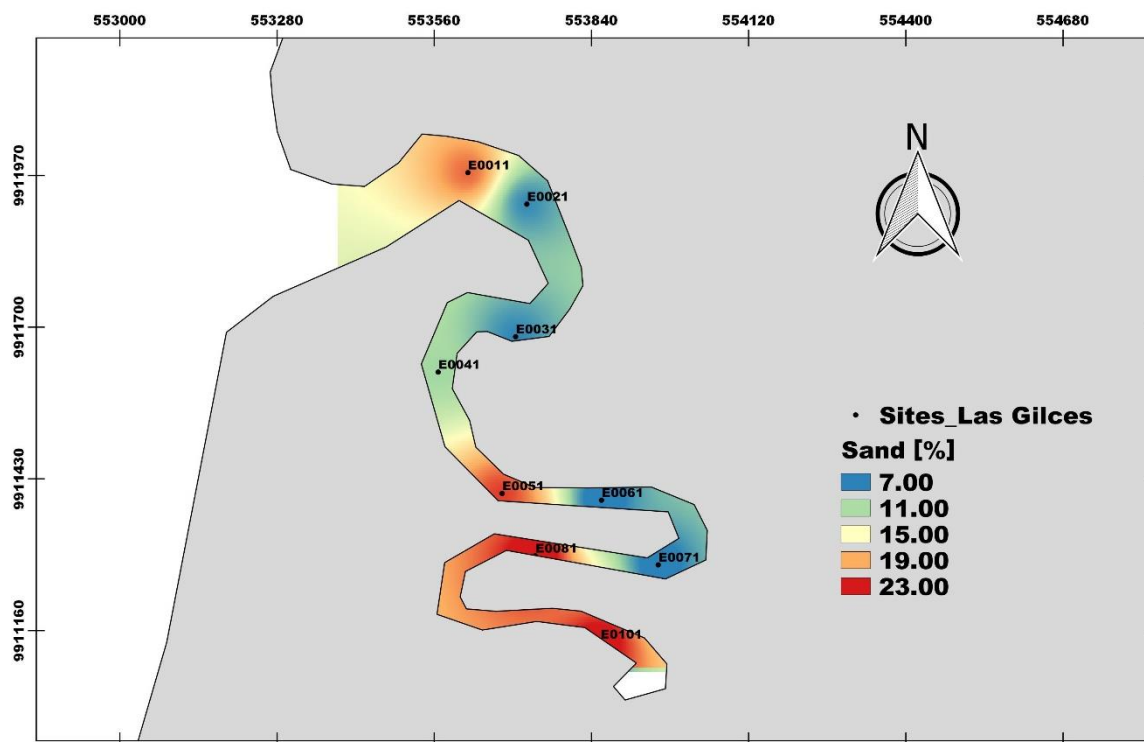 553000 553280 553560 553840 554120 554400 554680
N
9911970
E0011
E0021
9911700
E0031
E0041
Sites_Las Gilces
Sand [%]
9911430
E0051
E0061
7.00
11.00
15.00
19.00
23.00
E0081
E0071
9911160
E0101